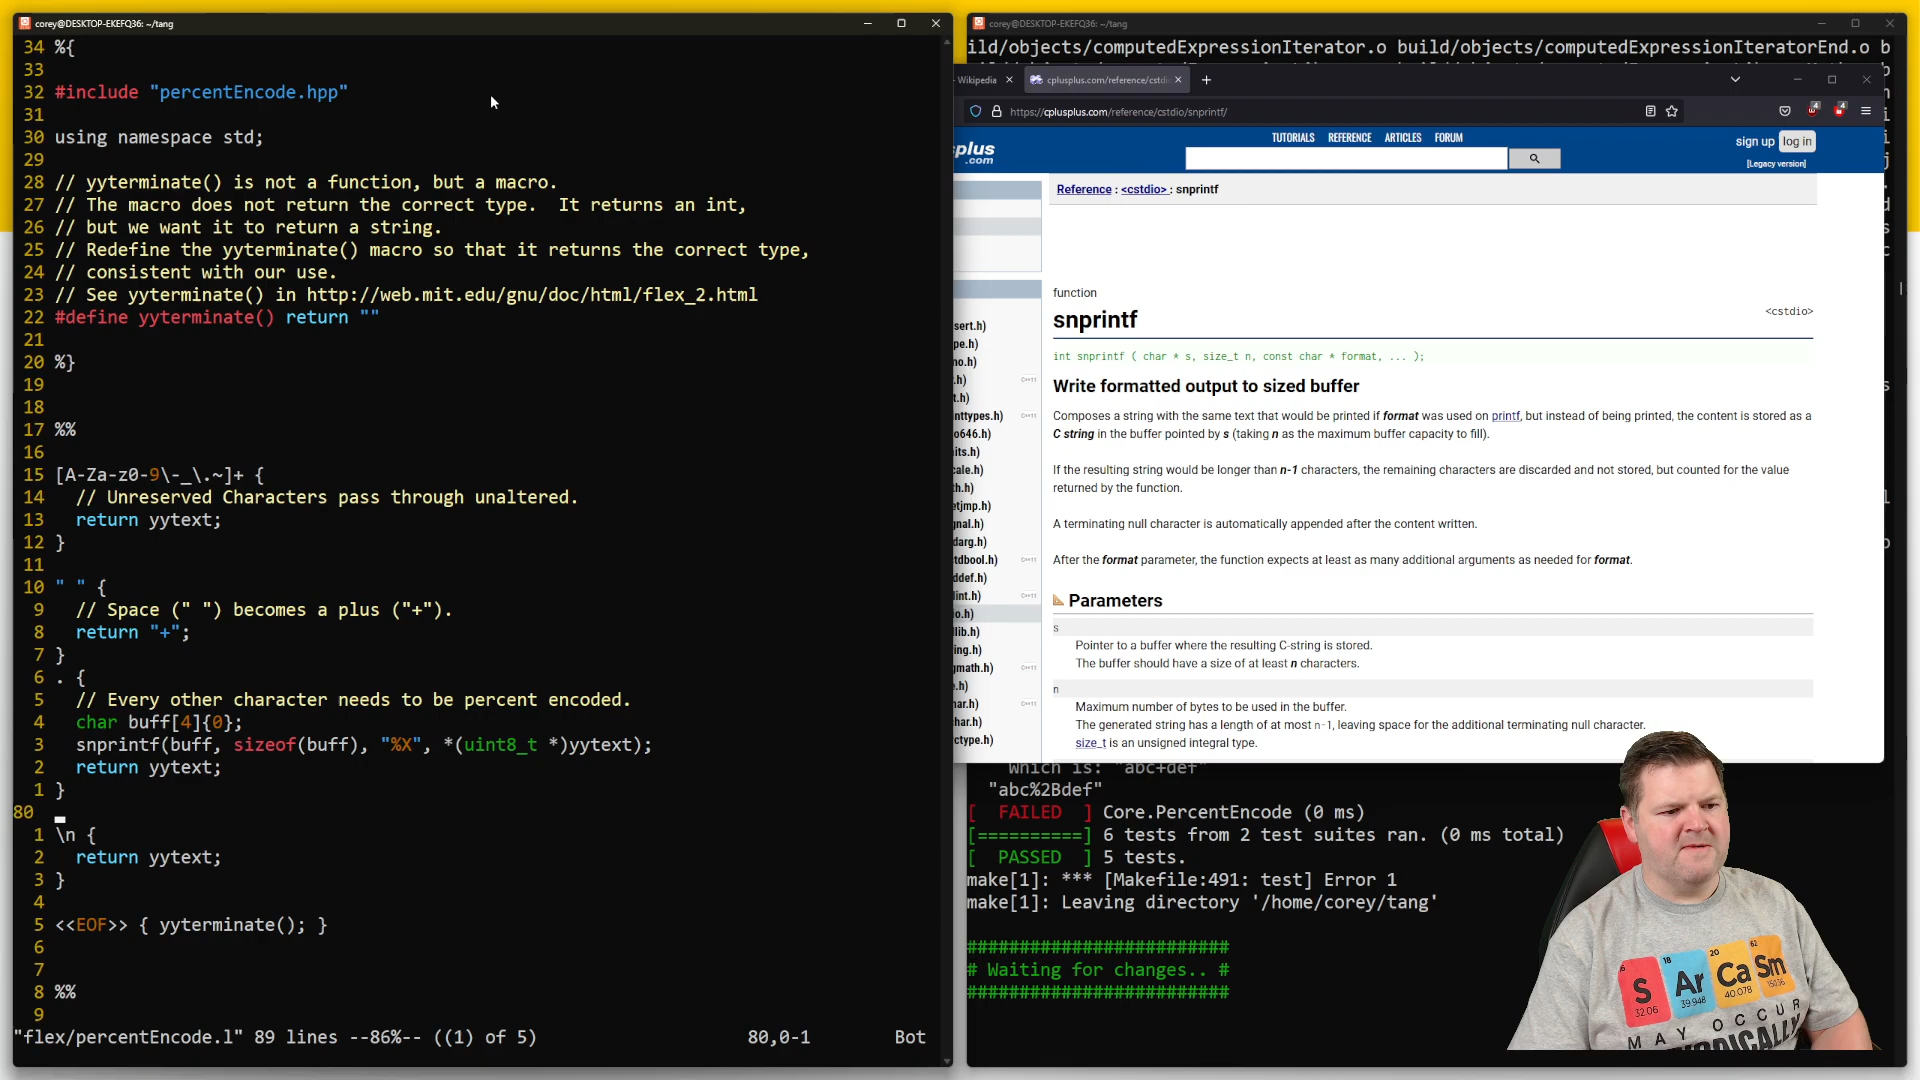 corey@DESKTOP-EKEFQ36: ~/tang
34 %{
33
32 #include "percentEncode.hpp"
31
30 using namespace std;
29
28 // yyterminate() is not a function, but a macro.
27 // The macro does not return the correct type.  It returns an int,
26 // but we want it to return a string.
25 // Redefine the yyterminate() macro so that it returns the correct type,
24 // consistent with our use.
23 // See yyterminate() in http://web.mit.edu/gnu/doc/html/flex_2.html
22 #define yyterminate() return ""
21
20 %}
19
18
17 %%
16
15 [A-Za-z0-9\-_\.~]+ {
14   // Unreserved Characters pass through unaltered.
13   return yytext;
12 }
11
10 " " {
9   // Space (" ") becomes a plus ("+").
8   return "+";
7 }
6 . {
5   // Every other character needs to be percent encoded.
4   char buff[4]{0};
3   snprintf(buff, sizeof(buff), "%X", *(uint8_t *)yytext);
2   return yytext;
1 }
80
1 \n {
2   return yytext;
3 }
4
5 <<EOF>> { yyterminate(); }
6
7
8 %%
9
"flex/percentEncode.l" 89 lines --86%-- ((1) of 5) 80,0-1 Bot
corey@DESKTOP-EKEFQ36: ~/tang
ild/objects/computedExpressionIterator.o build/objects/computedExpressionIteratorEnd.o b
- Wikipedia
cplusplus.com/reference/cstdi
https://cplusplus.com/reference/cstdio/snprintf/
4 4
plus
.com
TUTORIALS REFERENCE ARTICLES FORUM
sign up log in
[Legacy version]
Reference : <cstdio> : snprintf
function
snprintf
<cstdio>
int snprintf ( char * s, size_t n, const char * format, ... );
Write formatted output to sized buffer
Composes a string with the same text that would be printed if format was used on printf, but instead of being printed, the content is stored as a
C string in the buffer pointed by s (taking n as the maximum buffer capacity to fill).
If the resulting string would be longer than n-1 characters, the remaining characters are discarded and not stored, but counted for the value
returned by the function.
A terminating null character is automatically appended after the content written.
After the format parameter, the function expects at least as many additional arguments as needed for format.
Parameters
s
Pointer to a buffer where the resulting C-string is stored.
The buffer should have a size of at least n characters.
n
Maximum number of bytes to be used in the buffer.
The generated string has a length of at most n-1, leaving space for the additional terminating null character.
size_t is an unsigned integral type.
which is: "abc+def"
"abc%2Bdef"
[  FAILED  ] Core.PercentEncode (0 ms)
[==========] 6 tests from 2 test suites ran. (0 ms total)
[  PASSED  ] 5 tests.
make[1]: *** [Makefile:491: test] Error 1
make[1]: Leaving directory '/home/corey/tang'
#########################
# Waiting for changes.. #
#########################
S Ar Ca Sm
32.06 39.948 40.078
MAY OCCUR